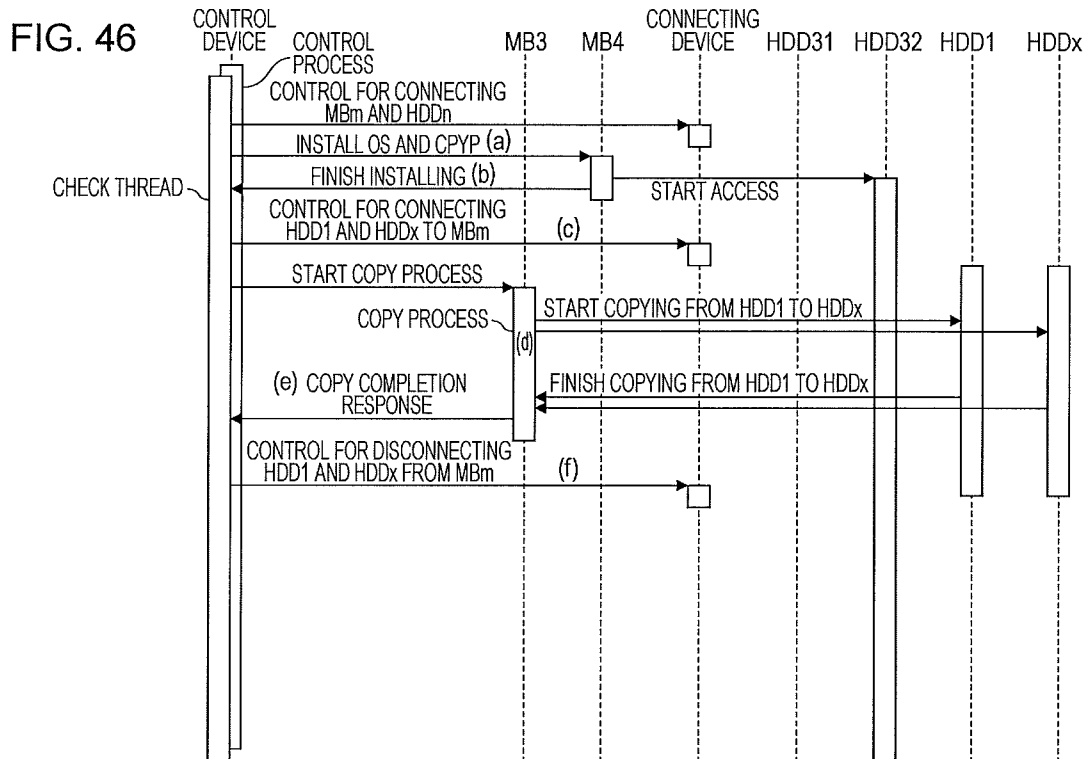 FIG. 46
CONTROL
DEVICE
CONTROL
PROCESS
MB3
MB4
CONNECTING
DEVICE
HDD31
HDD32
HDD1
HDDx
CONTROL FOR CONNECTING
MBm AND HDDn
INSTALL OS AND CPYP (a)
FINISH INSTALLING (b)
START ACCESS
CHECK THREAD
CONTROL FOR CONNECTING
HDD1 AND HDDx TO MBm (c)
START COPY PROCESS
START COPYING FROM HDD1 TO HDDx
COPY PROCESS
(d)
FINISH COPYING FROM HDD1 TO HDDx
(e) COPY COMPLETION
RESPONSE
CONTROL FOR DISCONNECTING
HDD1 AND HDDx FROM MBm (f)